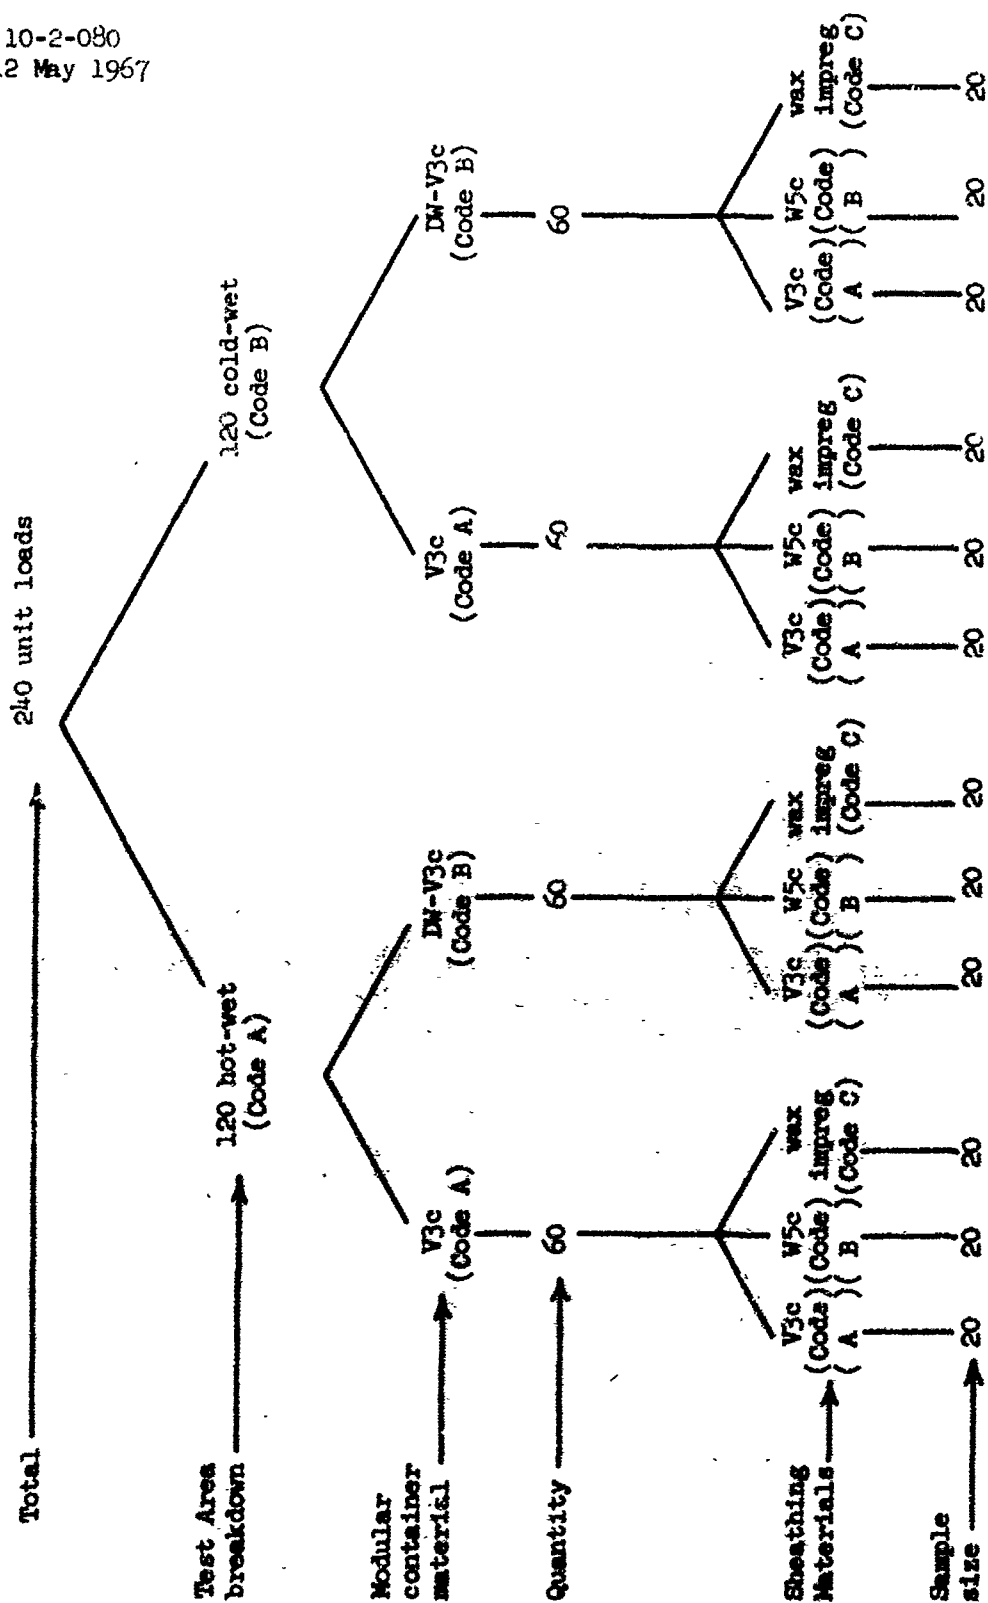 10-2-080
2 May 1967
Total
240 unit loads
Test Area
breakdown
120 hot-wet
(Code A)
120 cold-wet
(Code B)
Modular
container
material
V3c
(Code A)
DW-V3c
(Code B)
V3c
(Code A)
DW-V3c
(Code B)
Quantity
60
60
60
60
Sheathing
Materials
V3c
(Code)
( A )
W5c
(Code)
( B )
wax
impreg
(Code C)
V3c
(Code)
( A )
W5c
(Code)
( B )
wax
impreg
(Code C)
V3c
(Code)
( A )
W5c
(Code)
( B )
wax
impreg
(Code C)
V3c
(Code)
( A )
W5c
(Code)
( B )
wax
impreg
(Code C)
Sample
size
20
20
20
20
20
20
20
20
20
20
20
20